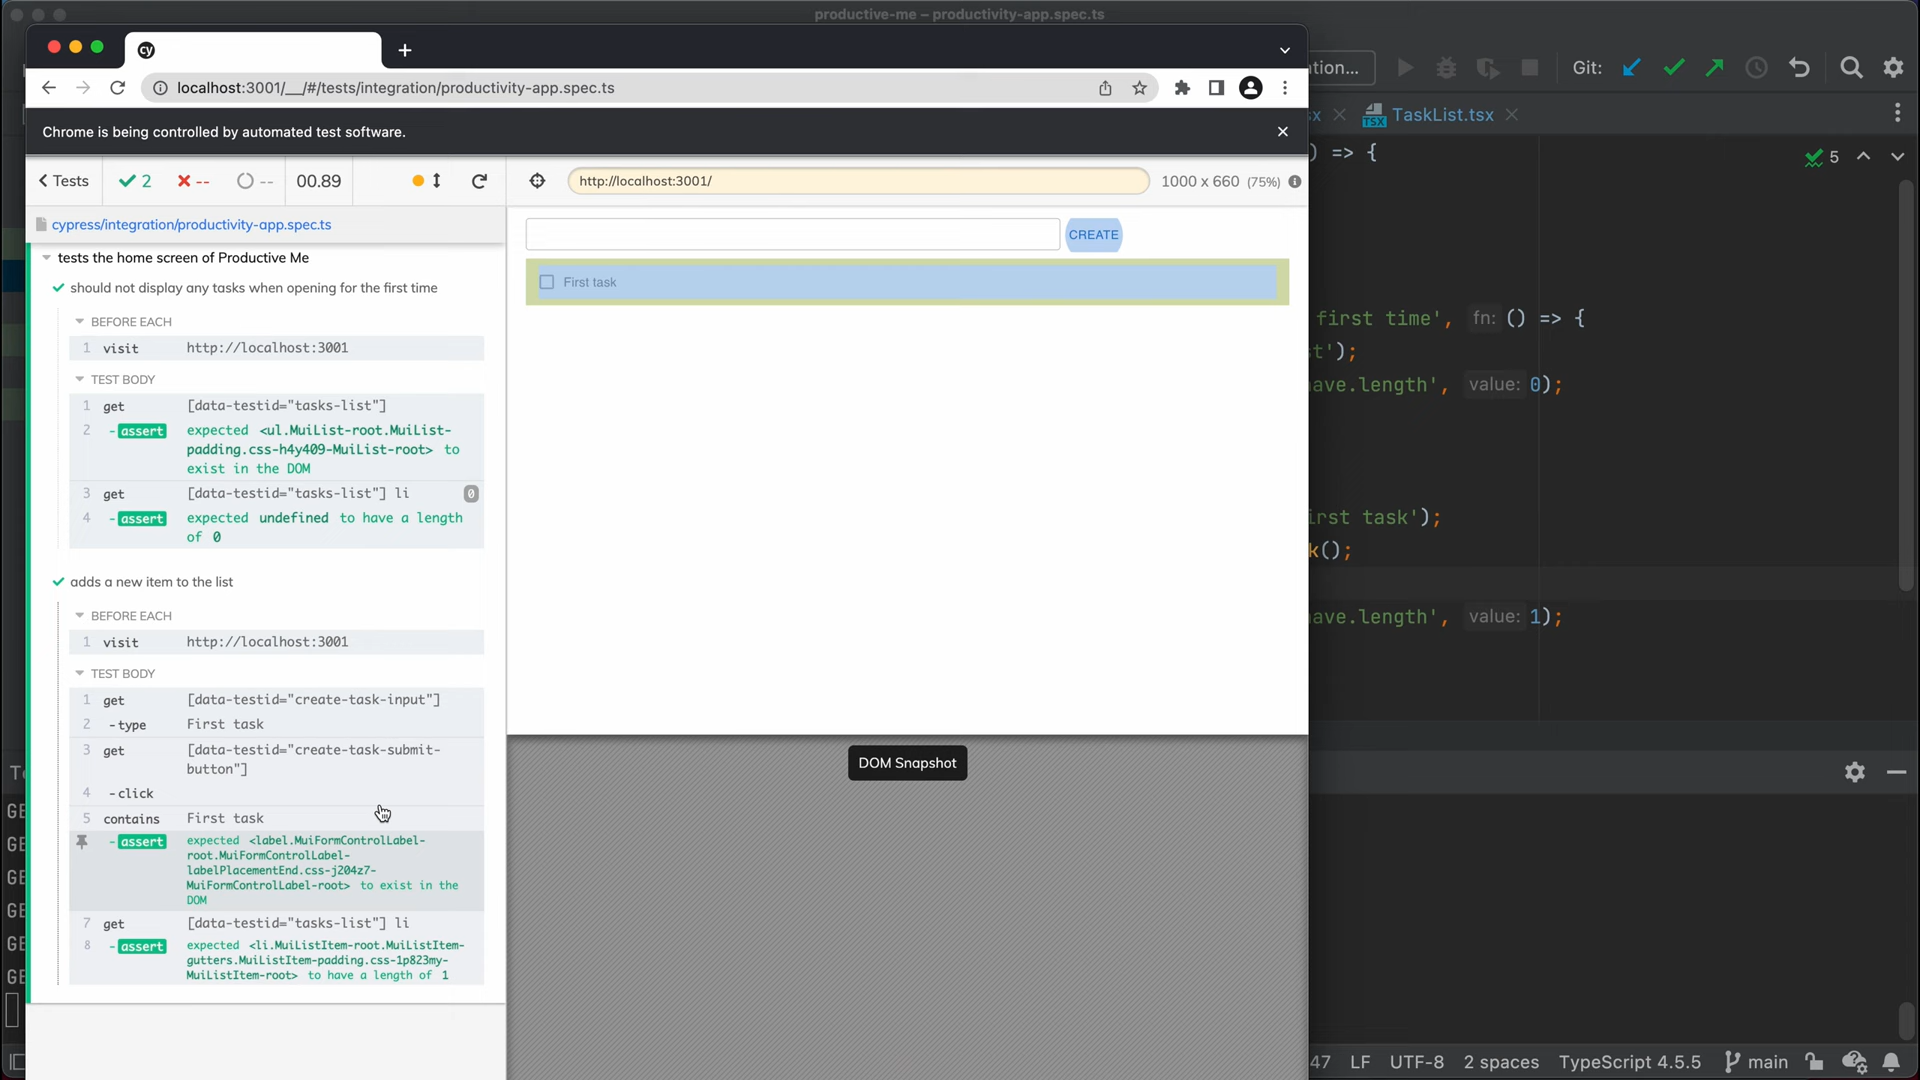 productive-me – productivity-app.spec.ts
cy
localhost:3001/__/#/tests/integration/productivity-app.spec.ts
Chrome is being controlled by automated test software.
tion...
Git:
TaskList.tsx
Tests
2
--
--
00.89
http://localhost:3001/
1000 x 660 (75%)
cypress/integration/productivity-app.spec.ts
CREATE
First task
tests the home screen of Productive Me
should not display any tasks when opening for the first time
BEFORE EACH
1 visit http://localhost:3001
TEST BODY
1 get [data-testid="tasks-list"]
2 -assert expected <ul.MuiList-root.MuiList-
padding.css-h4y409-MuiList-root> to
exist in the DOM
3 get [data-testid="tasks-list"] li 0
4 -assert expected undefined to have a length
of 0
adds a new item to the list
BEFORE EACH
1 visit http://localhost:3001
TEST BODY
1 get [data-testid="create-task-input"]
2 -type First task
3 get [data-testid="create-task-submit-
button"]
4 -click
5 contains First task
-assert expected <label.MuiFormControlLabel-
root.MuiFormControlLabel-
labelPlacementEnd.css-j204z7-
MuiFormControlLabel-root> to exist in the
DOM
7 get [data-testid="tasks-list"] li
8 -assert expected <li.MuiListItem-root.MuiListItem-
gutters.MuiListItem-padding.css-1p823my-
MuiListItem-root> to have a length of 1
DOM Snapshot
) => {
5
first time', fn: () => {
t');
ave.length', value: 0);
irst task');
k();
ave.length', value: 1);
Te
GE
GE
GE
GE
GE
GE
47 LF UTF-8 2 spaces TypeScript 4.5.5 main